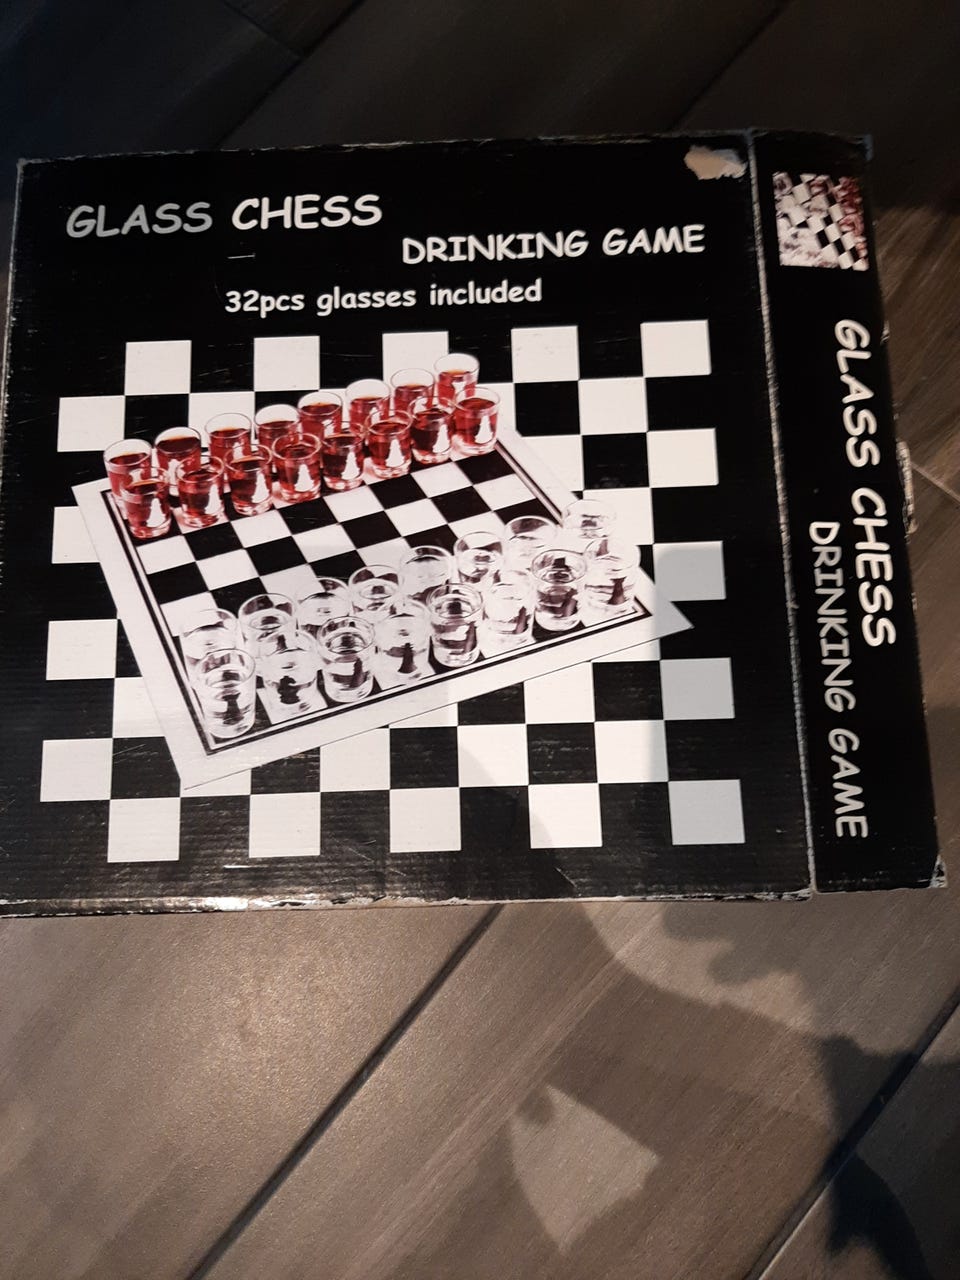 GLASS CHESS
DRINKING GAME
32pcs glasses included
GLASS CHESS
DRINKING GAME